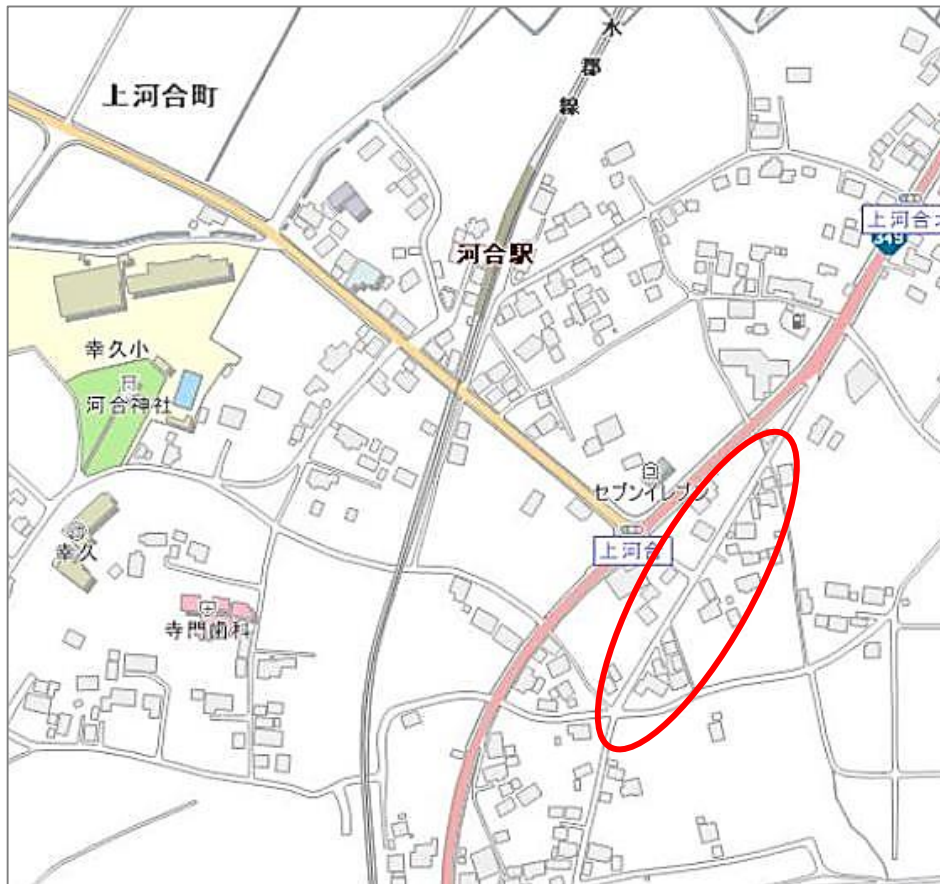 水郡線
上河合町
上河合
349
河合駅
幸久小
河合神社
セブンイレブン
上河合
幸久
寺門歯科